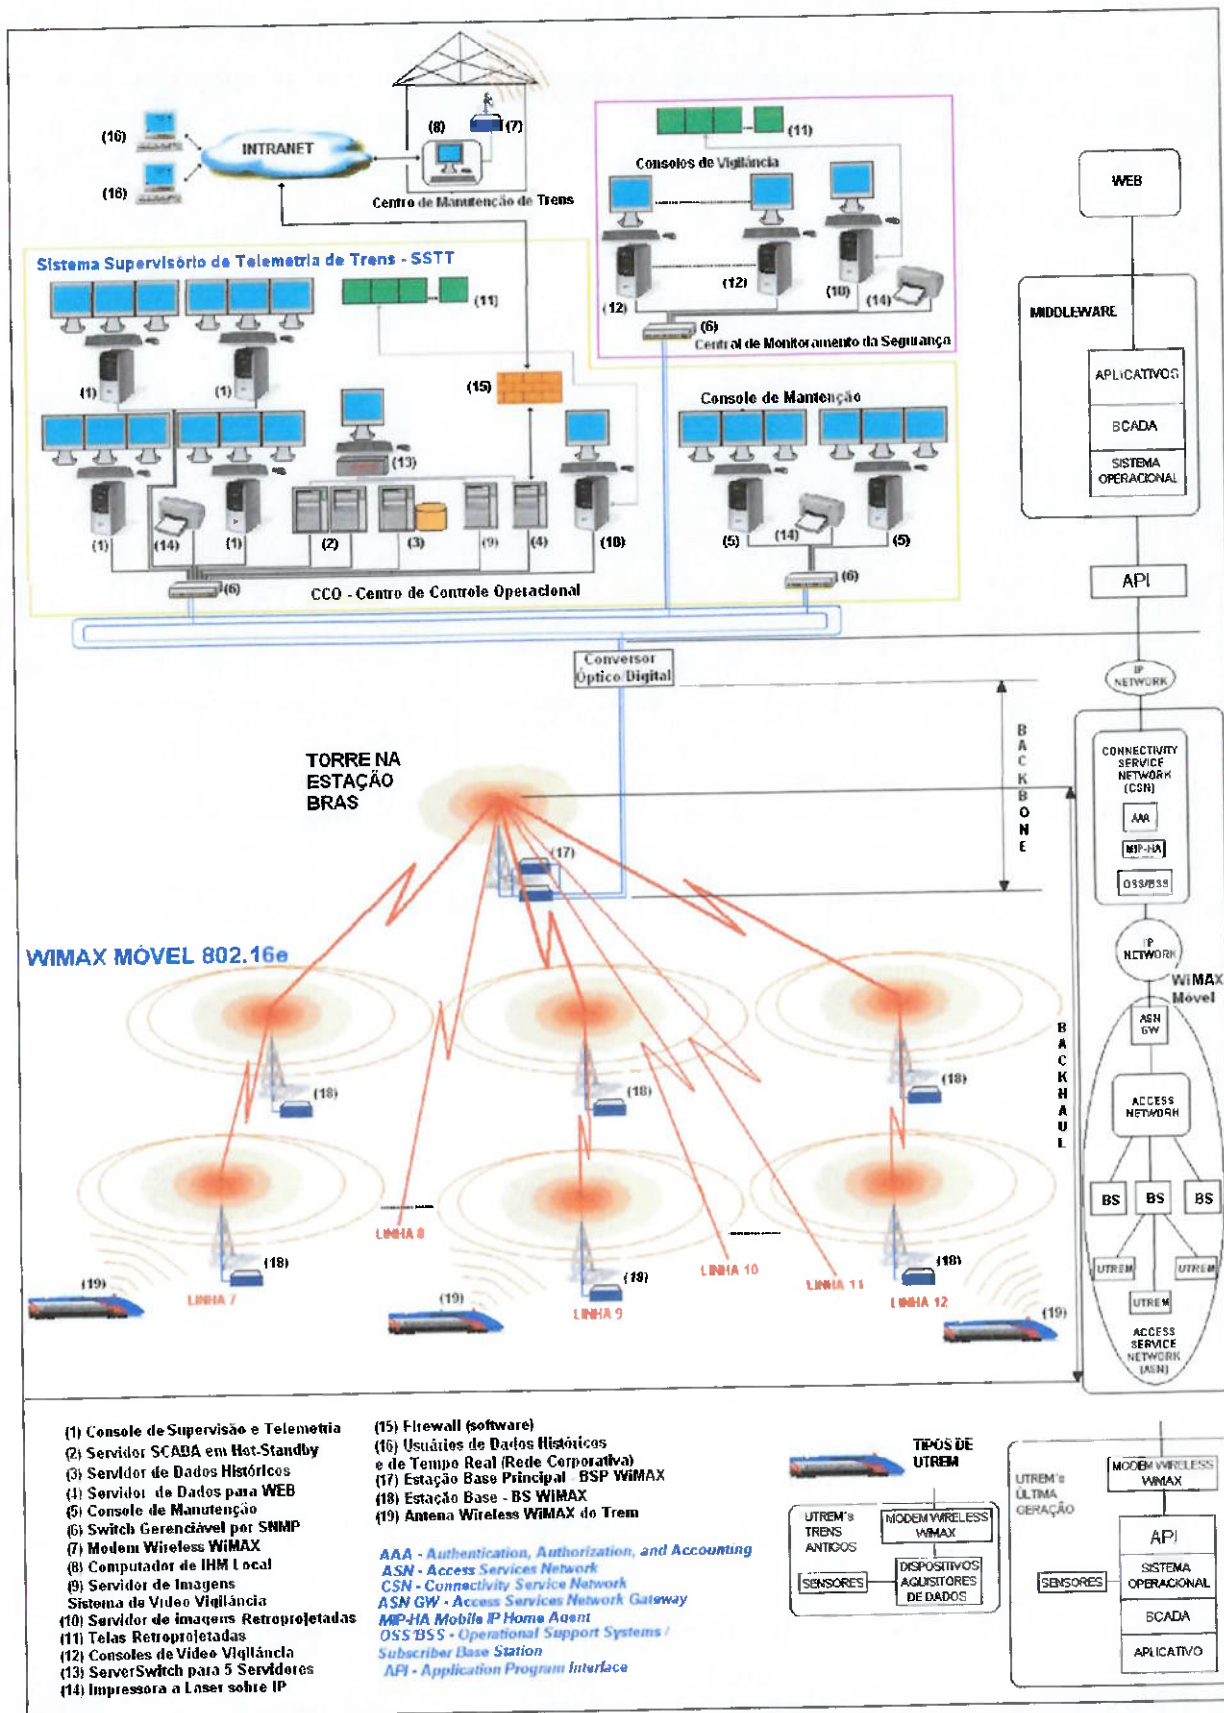 (16)
(16)
INTRANET
(8)
(7)
Centro de Manutenção de Trens
(11)
Consoles de Vigilância
(12)
(12)
(10)
(14)
(6)
Central de Monitoramento da Segurança
Sistema Supervisório de Telemetria de Trens - SSTT
(11)
(1)
(1)
(15)
(13)
(1)
(14)
(1)
(2)
(3)
(9)
(4)
(10)
(6)
CCO - Centro de Controle Operacional
Console de Mantenção
(5)
(14)
(5)
(6)
WEB
MIDDLEWARE
APLICATIVOS
SCADA
SISTEMA
OPERACIONAL
API
IP
NETWORK
Conversor
Óptico/Digital
BACKBONE
TORRE NA
ESTAÇÃO
BRAS
(17)
CONNECTIVITY
SERVICE
NETWORK
(CSN)
AAA
MIP-HA
OSS/BSS
IP
NETWORK
WiMAX
Móvel
ASN
GW
ACCESS
NETWORK
BS
BS
BS
UTREM
UTREM
UTREM
ACCESS
SERVICE
NETWORK
(ASN)
BACKHAUL
WIMAX MÓVEL 802.16e
(18)
(18)
(18)
(18)
(18)
(18)
LINHA 7
LINHA 8
LINHA 9
LINHA 10
LINHA 11
LINHA 12
(19)
(19)
(19)
(1) Console de Supervisão e Telemetria
(2) Servidor SCADA em Hot-Standby
(3) Servidor de Dados Históricos
(4) Servidor de Dados para WEB
(5) Console de Manutenção
(6) Switch Gerenciável por SNMP
(7) Modem Wireless WiMAX
(8) Computador de IHM Local
(9) Servidor de Imagens
Sistema de Video Vigilância
(10) Servidor de imagens Retroprojetadas
(11) Telas Retroprojetadas
(12) Consoles de Video Vigilância
(13) ServerSwitch para 5 Servidores
(14) Impressora a Laser sobre IP
(15) Firewall (software)
(16) Usuários de Dados Históricos
e de Tempo Real (Rede Corporativa)
(17) Estação Base Principal - BSP WiMAX
(18) Estação Base - BS WiMAX
(19) Antena Wireless WiMAX do Trem
AAA - Authentication, Authorization, and Accounting
ASN - Access Services Network
CSN - Connectivity Service Network
ASN GW - Access Services Network Gateway
MIP-HA Mobile IP Home Agent
OSS/BSS - Operational Support Systems /
Subscriber Base Station
API - Application Program Interface
TIPOS DE
UTREM
UTREM's
TRENS
ANTIGOS
MODEM WIRELESS
WIMAX
SENSORES
DISPOSITIVOS
AQUISITORES
DE DADOS
UTREM's
ÚLTIMA
GERAÇÃO
MODEM WIRELESS
WIMAX
SENSORES
API
SISTEMA
OPERACIONAL
SCADA
APLICATIVO